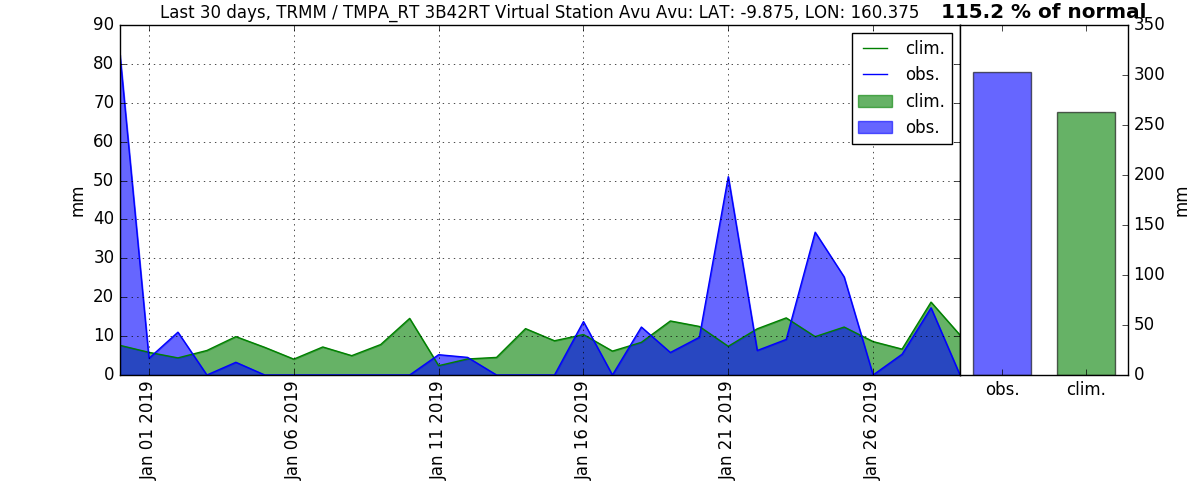 Last 30 days, TRMM / TMPA_RT 3B42RT Virtual Station Avu Avu: LAT: -9.875, LON: 160.375
115.2 % of normal
90
80
70
60
50
40
30
20
10
0
mm
clim.
obs.
clim.
obs.
Jan 01 2019
Jan 06 2019
Jan 11 2019
Jan 16 2019
Jan 21 2019
Jan 26 2019
350
300
250
200
150
100
50
0
mm
obs.
clim.